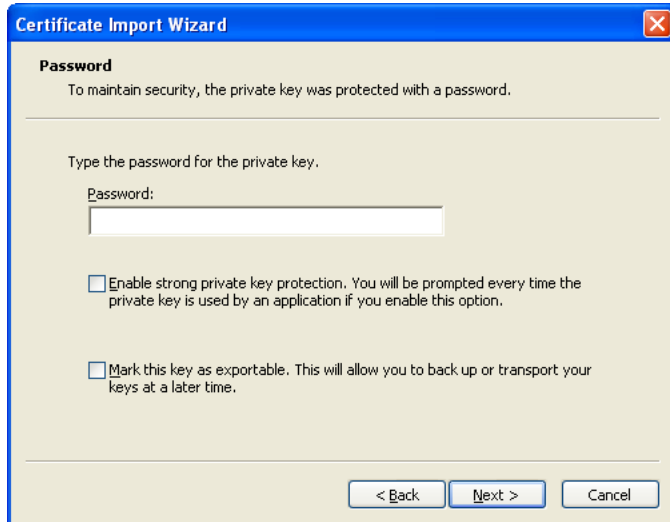 Certificate Import Wizard
Password
To maintain security, the private key was protected with a password.
Type the password for the private key.
Password:
Enable strong private key protection. You will be prompted every time the
private key is used by an application if you enable this option.
Mark this key as exportable. This will allow you to back up or transport your
keys at a later time.
< Back Next > Cancel